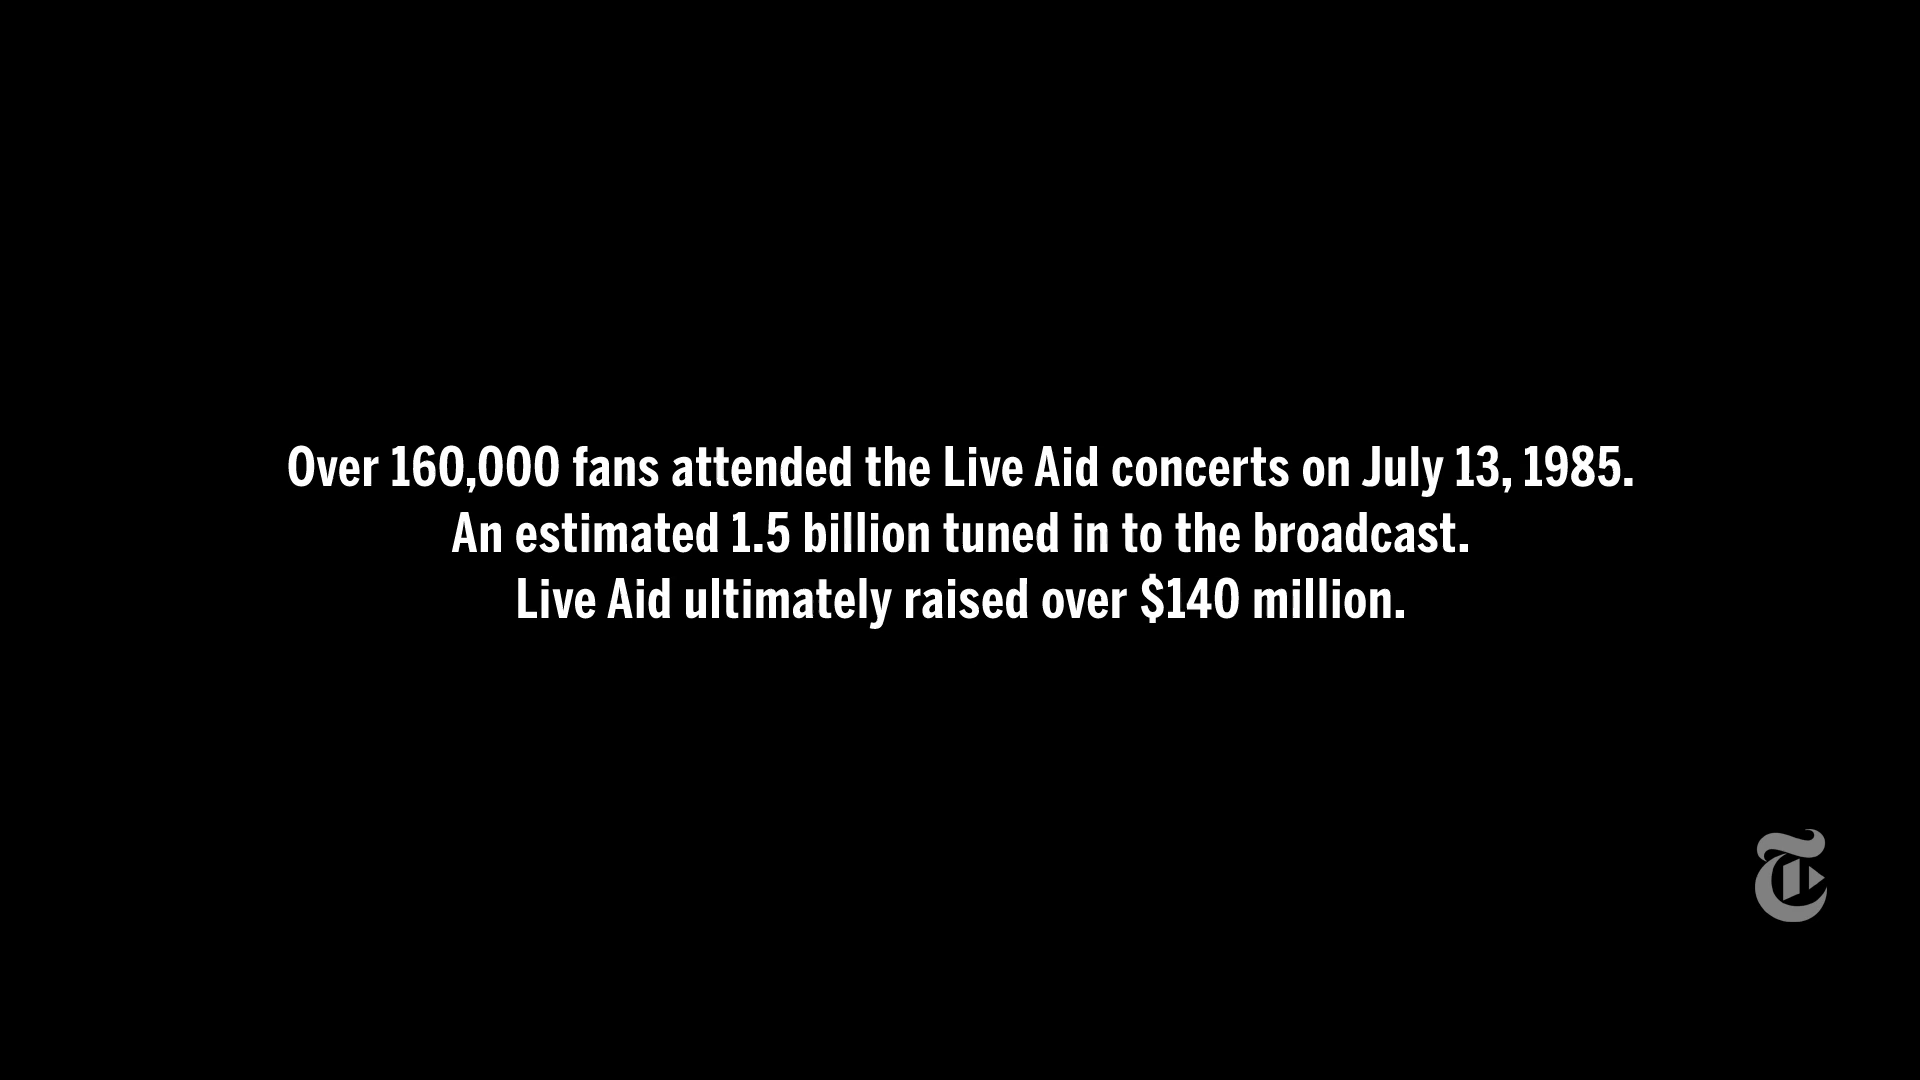 Over 160,000 fans attended the Live Aid concerts on July 13, 1985.
An estimated 1.5 billion tuned in to the broadcast.
Live Aid ultimately raised over $140 million.
T